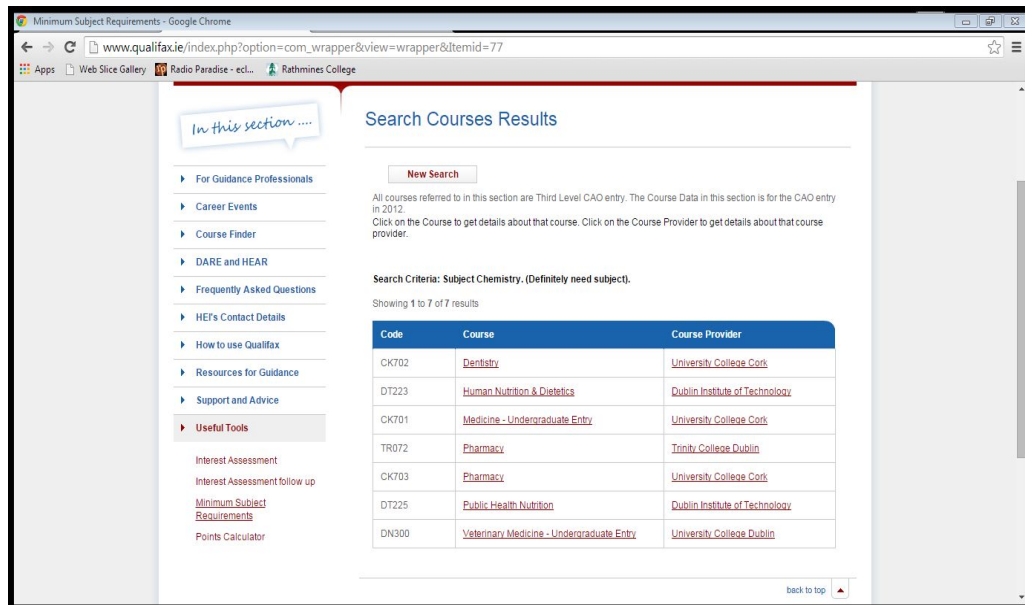 Minimum Subject Requirements - Google Chrome
www.qualifax.ie/index.php?option=com_wrapper&view=wrapper&Itemid=77
Apps Web Slice Gallery Radio Paradise - ecl... Rathmines College
In this section ....
For Guidance Professionals
Career Events
Course Finder
DARE and HEAR
Frequently Asked Questions
HEI's Contact Details
How to use Qualifax
Resources for Guidance
Support and Advice
Useful Tools
Interest Assessment
Interest Assessment follow up
Minimum Subject
Requirements
Points Calculator
Search Courses Results
New Search
All courses referred to in this section are Third Level CAO entry. The Course Data in this section is for the CAO entry
in 2012.
Click on the Course to get details about that course. Click on the Course Provider to get details about that course
provider.
Search Criteria: Subject Chemistry. (Definitely need subject).
Showing 1 to 7 of 7 results
Code Course Course Provider
CK702 Dentistry University College Cork
DT223 Human Nutrition & Dietetics Dublin Institute of Technology
CK701 Medicine - Undergraduate Entry University College Cork
TR072 Pharmacy Trinity College Dublin
CK703 Pharmacy University College Cork
DT225 Public Health Nutrition Dublin Institute of Technology
DN300 Veterinary Medicine - Undergraduate Entry University College Dublin
back to top